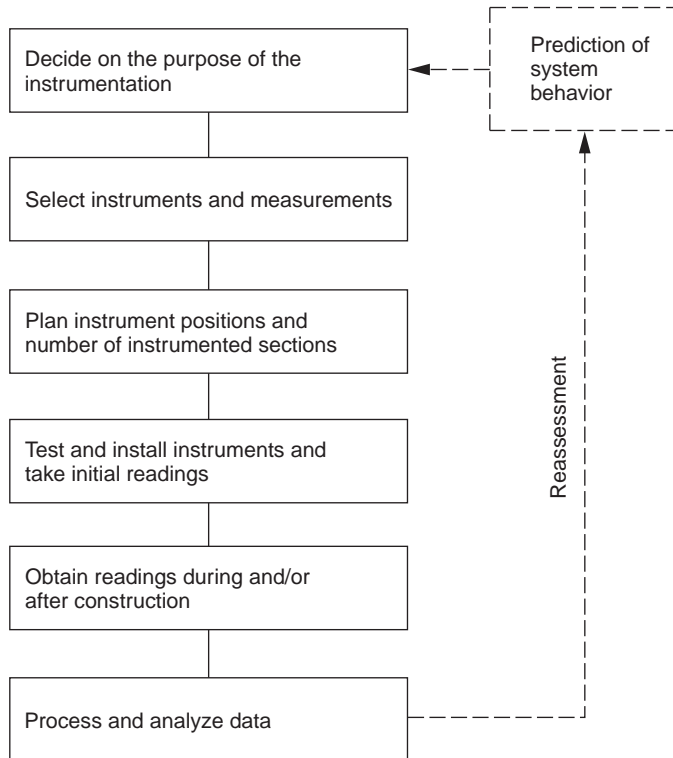 Decide on the purpose of the
instrumentation
Prediction of
system
behavior
Select instruments and measurements
Plan instrument positions and
number of instrumented sections
Test and install instruments and
take initial readings
Obtain readings during and/or
after construction
Process and analyze data
Reassessment